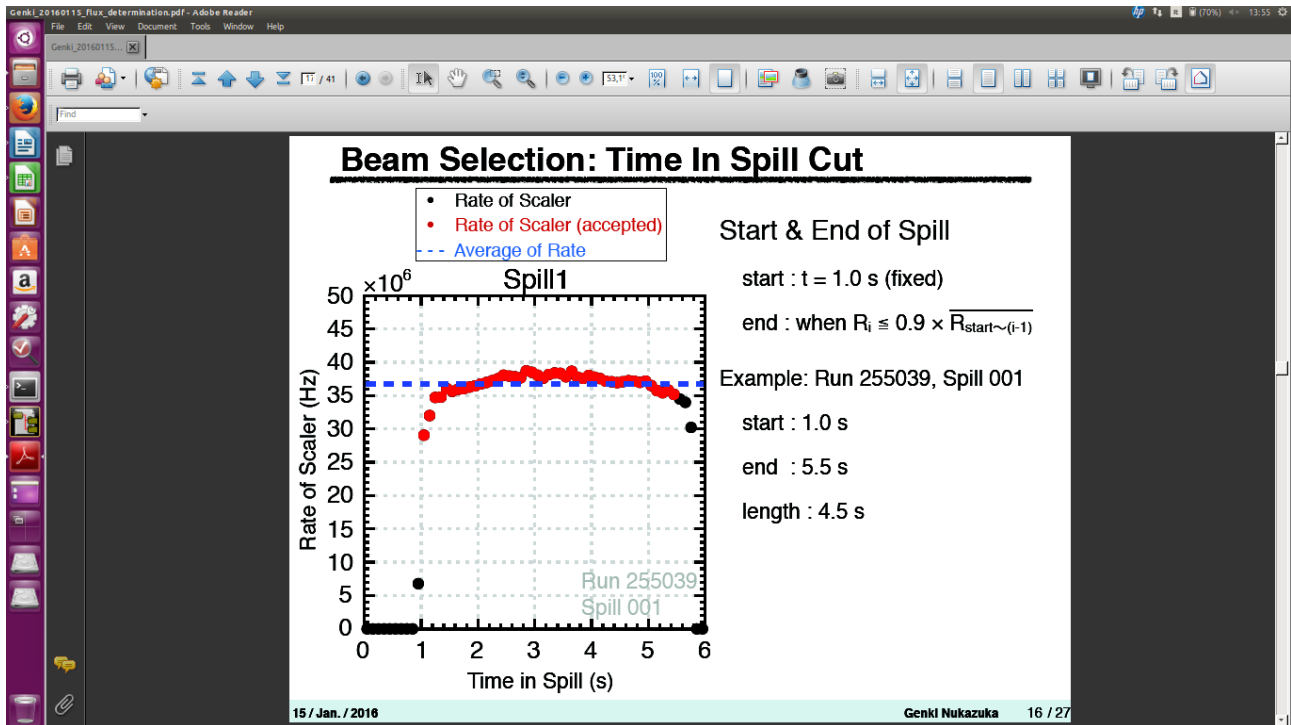 Genki_20160115_flux_determination.pdf - Adobe Reader
hp (70%) 13:55
File Edit View Document Tools Window Help
Genki_20160115...
17 / 41
53,1%
Find
Beam Selection: Time In Spill Cut
Rate of Scaler
Rate of Scaler (accepted)
Average of Rate
Spill1
×10⁶
50
45
40
35
30
25
20
15
10
5
0
Rate of Scaler (Hz)
0 1 2 3 4 5 6
Time in Spill (s)
Run 255039
Spill 001
Start & End of Spill
start : t = 1.0 s (fixed)
end : when Rᵢ ≦ 0.9 × R̅start~(i-1)
Example: Run 255039, Spill 001
start : 1.0 s
end : 5.5 s
length : 4.5 s
15 / Jan. / 2016
Genki Nukazuka 16 / 27